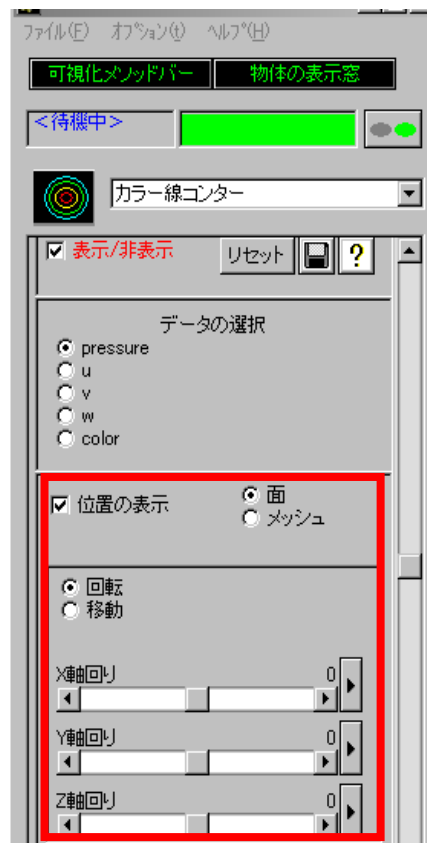 ファイル(F) オプション(t) ヘルプ(H)
可視化メソッドバー 物体の表示窓
<待機中>
カラー線コンター
表示/非表示 リセット ?
データの選択
pressure
u
v
w
color
位置の表示 面
メッシュ
回転
移動
X軸回り 0
Y軸回り 0
Z軸回り 0